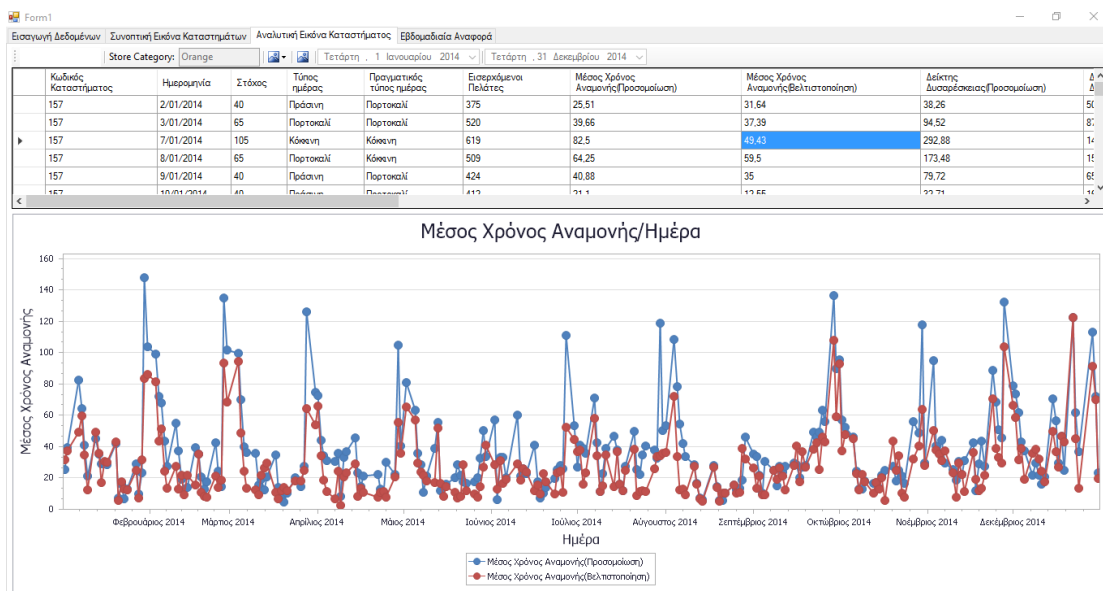 Form1
Εισαγωγή Δεδομένων Συνοπτική Εικόνα Καταστημάτων Αναλυτική Εικόνα Καταστήματος Εβδομαδιαία Αναφορά
Store Category: Orange Τετάρτη , 1 Ιανουαρίου 2014 Τετάρτη , 31 Δεκεμβρίου 2014
Κωδικός Καταστήματος Ημερομηνία Στόχος Τύπος ημέρας Πραγματικός τύπος ημέρας Εισερχόμενοι Πελάτες Μέσος Χρόνος Αναμονής(Προσομοίωση) Μέσος Χρόνος Αναμονής(Βελτιστοποίηση) Δείκτης Δυσαρέσκειας(Προσομοίωση)
157 2/01/2014 40 Πράσινη Πορτοκαλί 375 25,51 31,64 38,26
157 3/01/2014 65 Πορτοκαλί Πορτοκαλί 520 39,66 37,39 94,52
157 7/01/2014 105 Κόκκινη Κόκκινη 619 82,5 49,43 292,88
157 8/01/2014 65 Πορτοκαλί Κόκκινη 509 64,25 59,5 173,48
157 9/01/2014 40 Πράσινη Πορτοκαλί 424 40,88 35 79,72
Μέσος Χρόνος Αναμονής/Ημέρα
Μέσος Χρόνος Αναμονής
160
140
120
100
80
60
40
20
0
Φεβρουάριος 2014 Μάρτιος 2014 Απρίλιος 2014 Μάιος 2014 Ιούνιος 2014 Ιούλιος 2014 Αύγουστος 2014 Σεπτέμβριος 2014 Οκτώβριος 2014 Νοέμβριος 2014 Δεκέμβριος 2014
Ημέρα
Μέσος Χρόνος Αναμονής(Προσομοίωση)
Μέσος Χρόνος Αναμονής(Βελτιστοποίηση)